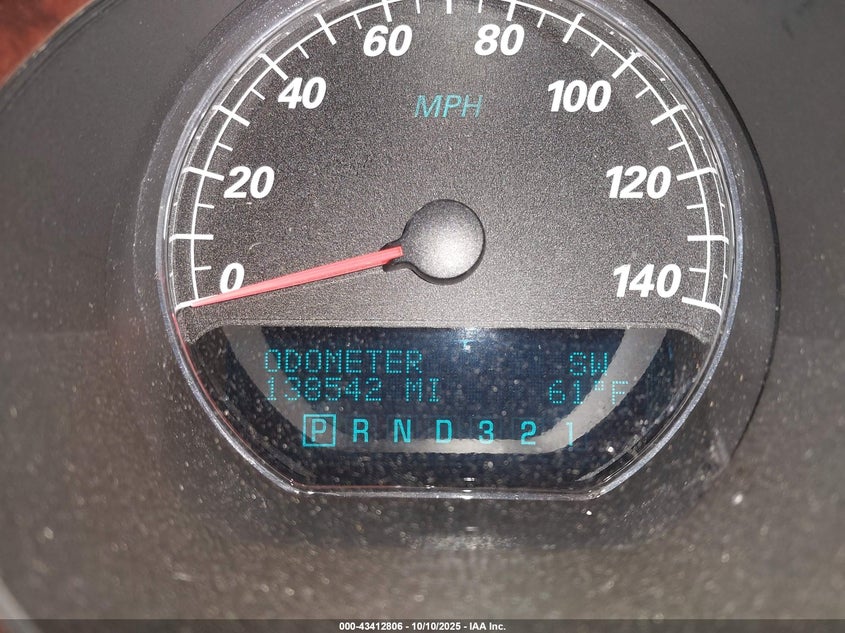 60 80
40 100
MPH
20 120
0 140
ODOMETER SW
138542 MI 61°F
P R N D 3 2 1
000-43412806 - 10/10/2025 - IAA Inc.